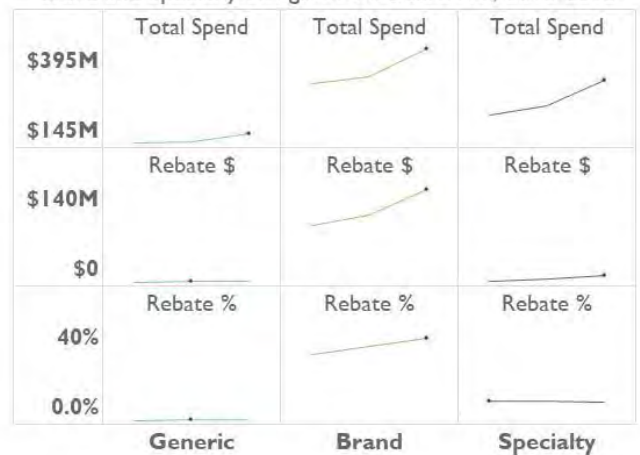 Total Spend Total Spend Total Spend
$395M
$145M
Rebate $ Rebate $ Rebate $
$140M
$0
Rebate % Rebate % Rebate %
40%
0.0%
Generic Brand Specialty